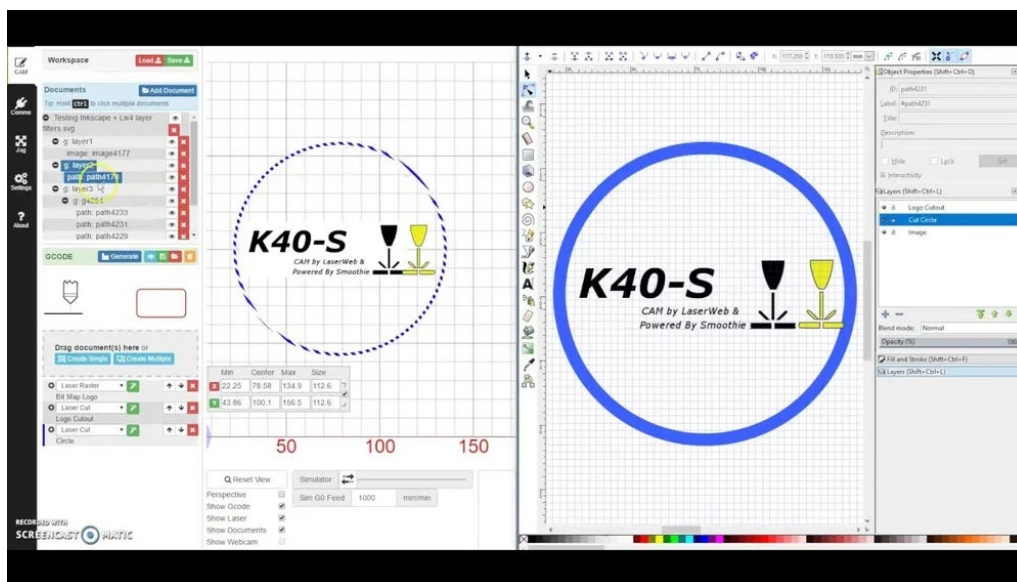 CAM
Comms
Jog
Settings
About
Workspace
Load
Save
Documents
Add Document
Tip: Hold ctrl to click multiple documents
Testing Inkscape + Lw4 layer
filters.svg
g: layer1
image: image4177
g: layer2
g: layer3
path: path4233
path: path4231
path: path4229
GCODE
Generate
Drag document(s) here or
Create Single
Create Multiple
Laser Raster
Bit Map Logo
Laser Cut
Logo Cutout
Laser Cut
Circle
K40-S
CAM by LaserWeb &
Powered By Smoothie
Min Center Max Size
X 22.25 78.58 134.9 112.6
Y 43.86 100.1 156.5 112.6
50 100 150
Reset View
Perspective
Show Gcode
Show Laser
Show Documents
Show Webcam
Simulator
Sim G0 Feed 1000 mm/min
K40-S
CAM by LaserWeb &
Powered By Smoothie
Object Properties (Shift+Ctrl+O)
ID: path4231
Label: #path4231
Title:
Description:
Hide
Lock
Set
Interactivity
Layers (Shift+Ctrl+L)
Logo Cutout
Cut Circle
Image
Blend mode: Normal
Opacity (%) 100
Fill and Stroke (Shift+Ctrl+F)
Layers (Shift+Ctrl+L)
RECORDED WITH
SCREENCAST MATIC